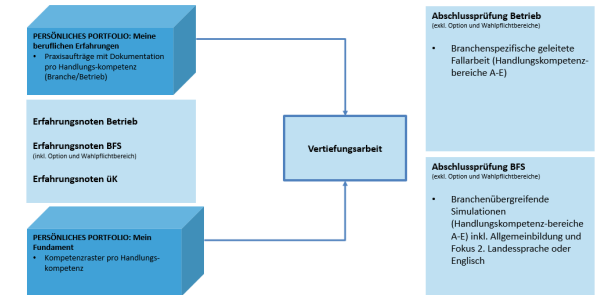 PERSÖNLICHES PORTFOLIO: Meine
beruflichen Erfahrungen
• Praxisaufträge mit Dokumentation
pro Handlungs-kompetenz
(Branche/Betrieb)
Erfahrungsnoten Betrieb
Erfahrungsnoten BFS
(inkl. Option und Wahlpflichtbereich)
Erfahrungsnoten üK
PERSÖNLICHES PORTFOLIO: Mein
Fundament
• Kompetenzraster pro Handlungs-
kompetenz
Vertiefungsarbeit
Abschlussprüfung Betrieb
(exkl. Option und Wahlpflichtbereiche)
• Branchenspezifische geleitete
Fallarbeit (Handlungskompetenz-
bereiche A-E)
Abschlussprüfung BFS
(exkl. Option und Wahlpflichtbereiche)
• Branchenübergreifende
Simulationen
(Handlungskompetenz-bereiche
A-E) inkl. Allgemeinbildung und
Fokus 2. Landessprache oder
Englisch